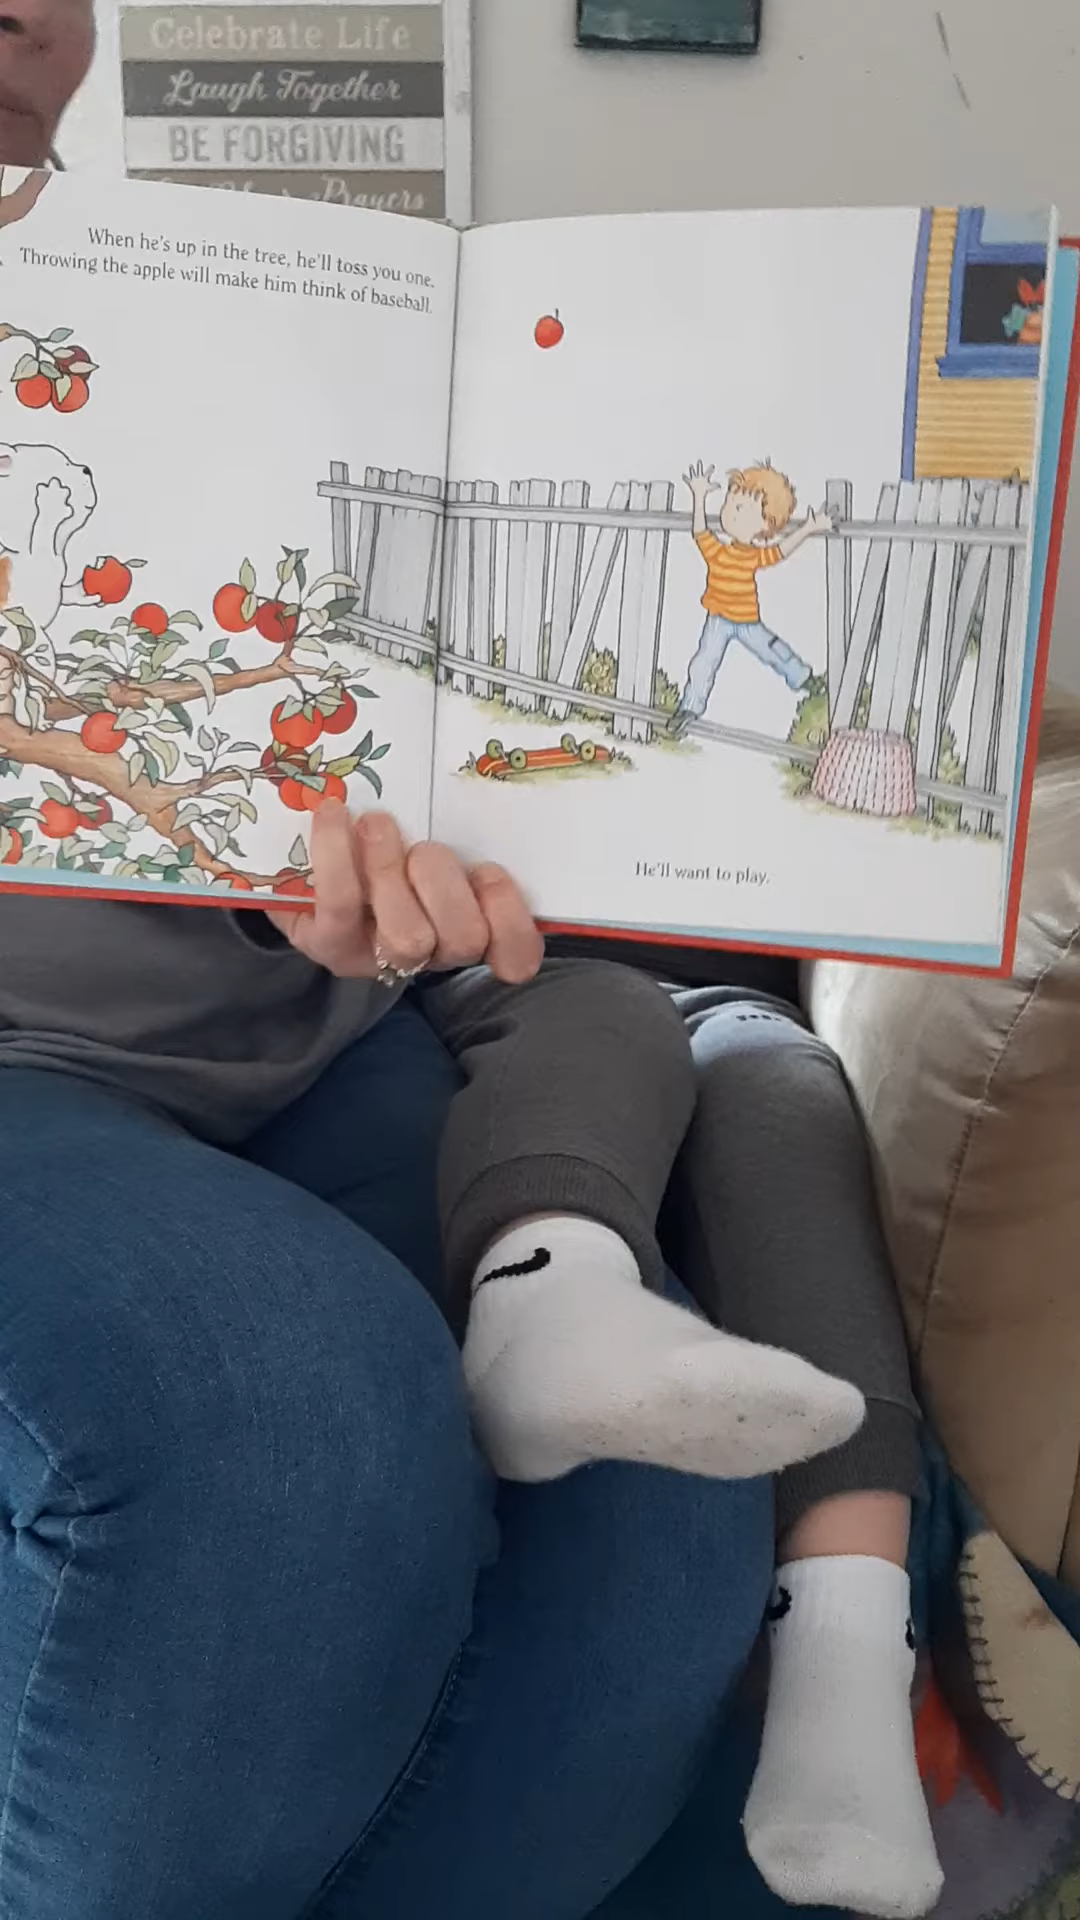 Celebrate Life
Laugh Together
BE FORGIVING
Prayers
When he's up in the tree, he'll toss you one.
Throwing the apple will make him think of baseball.
He'll want to play.